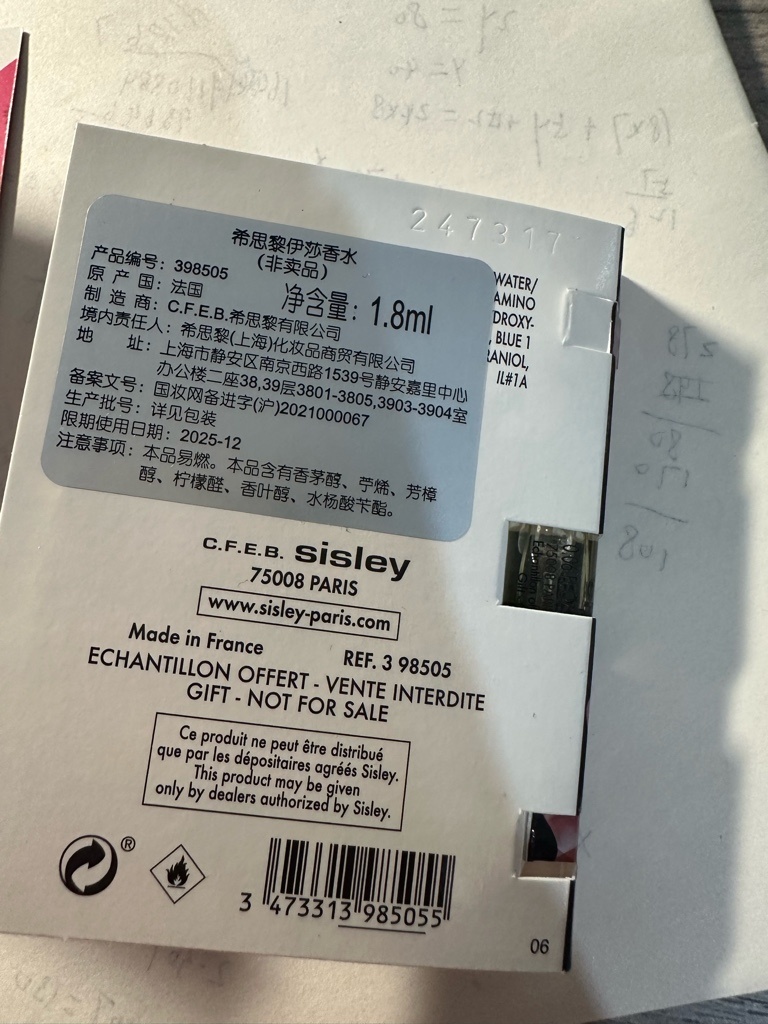 247317
希思黎伊莎香水
(非卖品)
产品编号：398505
净含量：1.8ml
原 产 国：法国
制 造 商：C.F.E.B.希思黎有限公司
境内责任人：希思黎(上海)化妆品商贸有限公司
地 址：上海市静安区南京西路1539号静安嘉里中心
办公楼二座38,39层3801-3805,3903-3904室
备案文号：国妆网备进字(沪)2021000067
生产批号：详见包装
限期使用日期：2025-12
注意事项：本品易燃。本品含有香茅醇、苧烯、芳樟
醇、柠檬醛、香叶醇、水杨酸苄酯。
WATER/
AMINO
DROXY-
, BLUE 1
RANIOL,
IL#1A
C.F.E.B. sisley
75008 PARIS
www.sisley-paris.com
Made in France REF. 3 98505
ECHANTILLON OFFERT - VENTE INTERDITE
GIFT - NOT FOR SALE
Ce produit ne peut être distribué
que par les dépositaires agréés Sisley.
This product may be given
only by dealers authorized by Sisley.
®
3 473313 985055
06